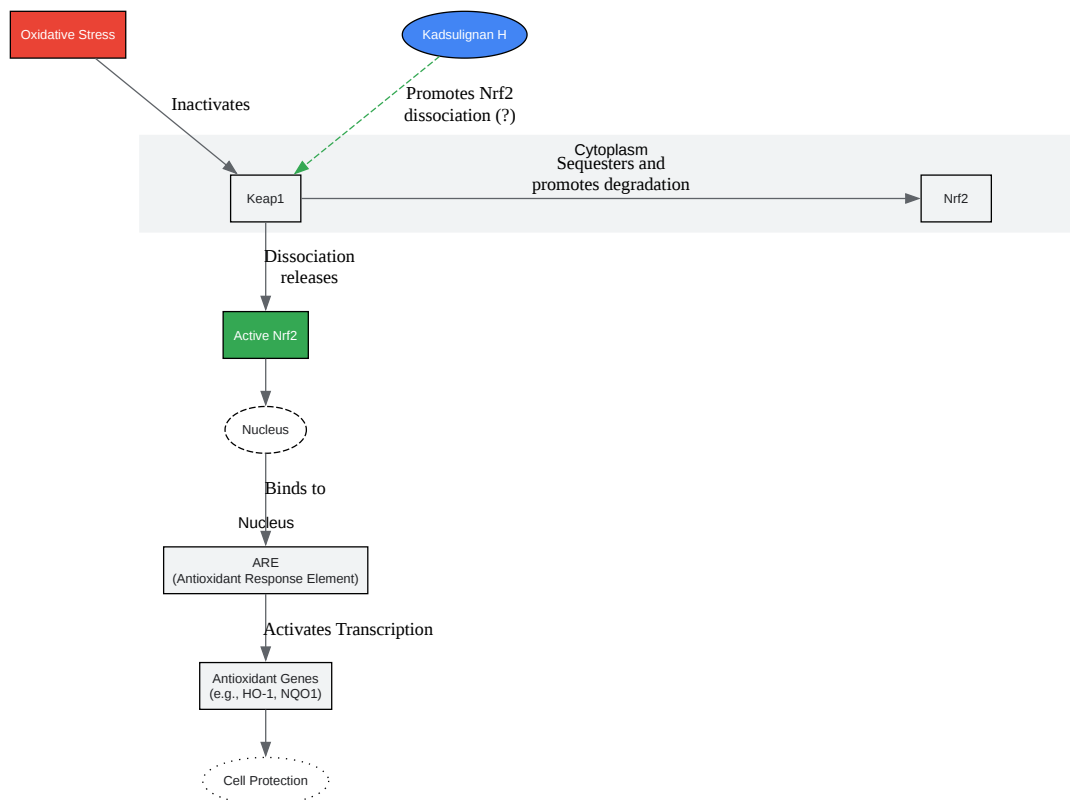 Oxidative Stress
Kadsulignan H
Inactivates
Promotes Nrf2
dissociation (?)
Cytoplasm
Sequesters and
promotes degradation
Keap1
Nrf2
Dissociation
releases
Active Nrf2
Nucleus
Binds to
Nucleus
ARE
(Antioxidant Response Element)
Activates Transcription
Antioxidant Genes
(e.g., HO-1, NQO1)
Cell Protection